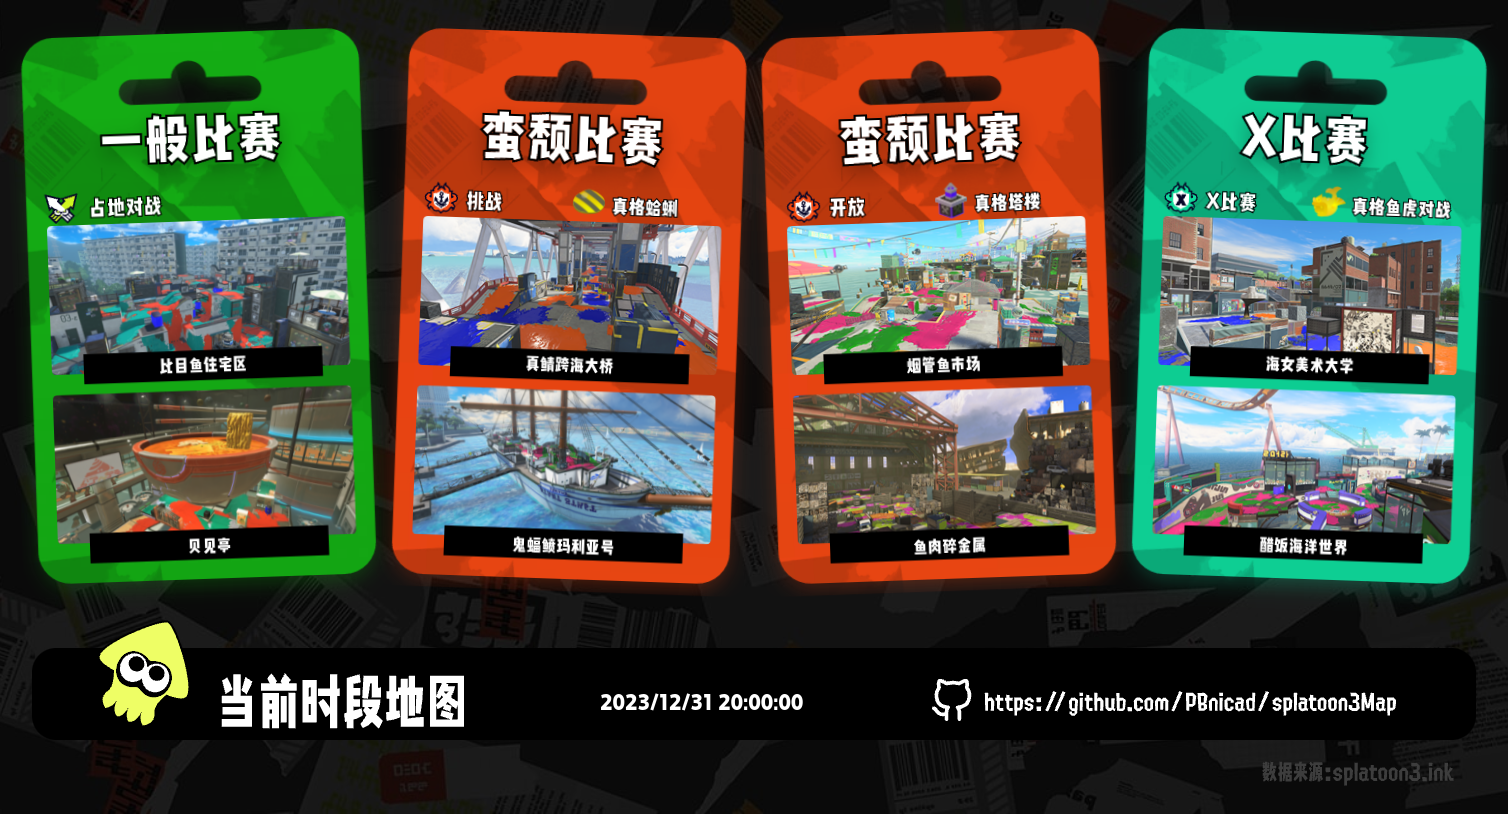 一般比赛
占地对战
比目鱼住宅区
贝见亭
蛮颓比赛
挑战
真格蛤蜊
真鲭跨海大桥
鬼蝠鲼玛利亚号
蛮颓比赛
开放
真格塔楼
烟管鱼市场
鱼肉碎金属
X比赛
X比赛
真格鱼虎对战
海女美术大学
醋饭海洋世界
当前时段地图
2023/12/31 20:00:00
https://github.com/PBnicad/splatoon3Map
数据来源:splatoon3.ink